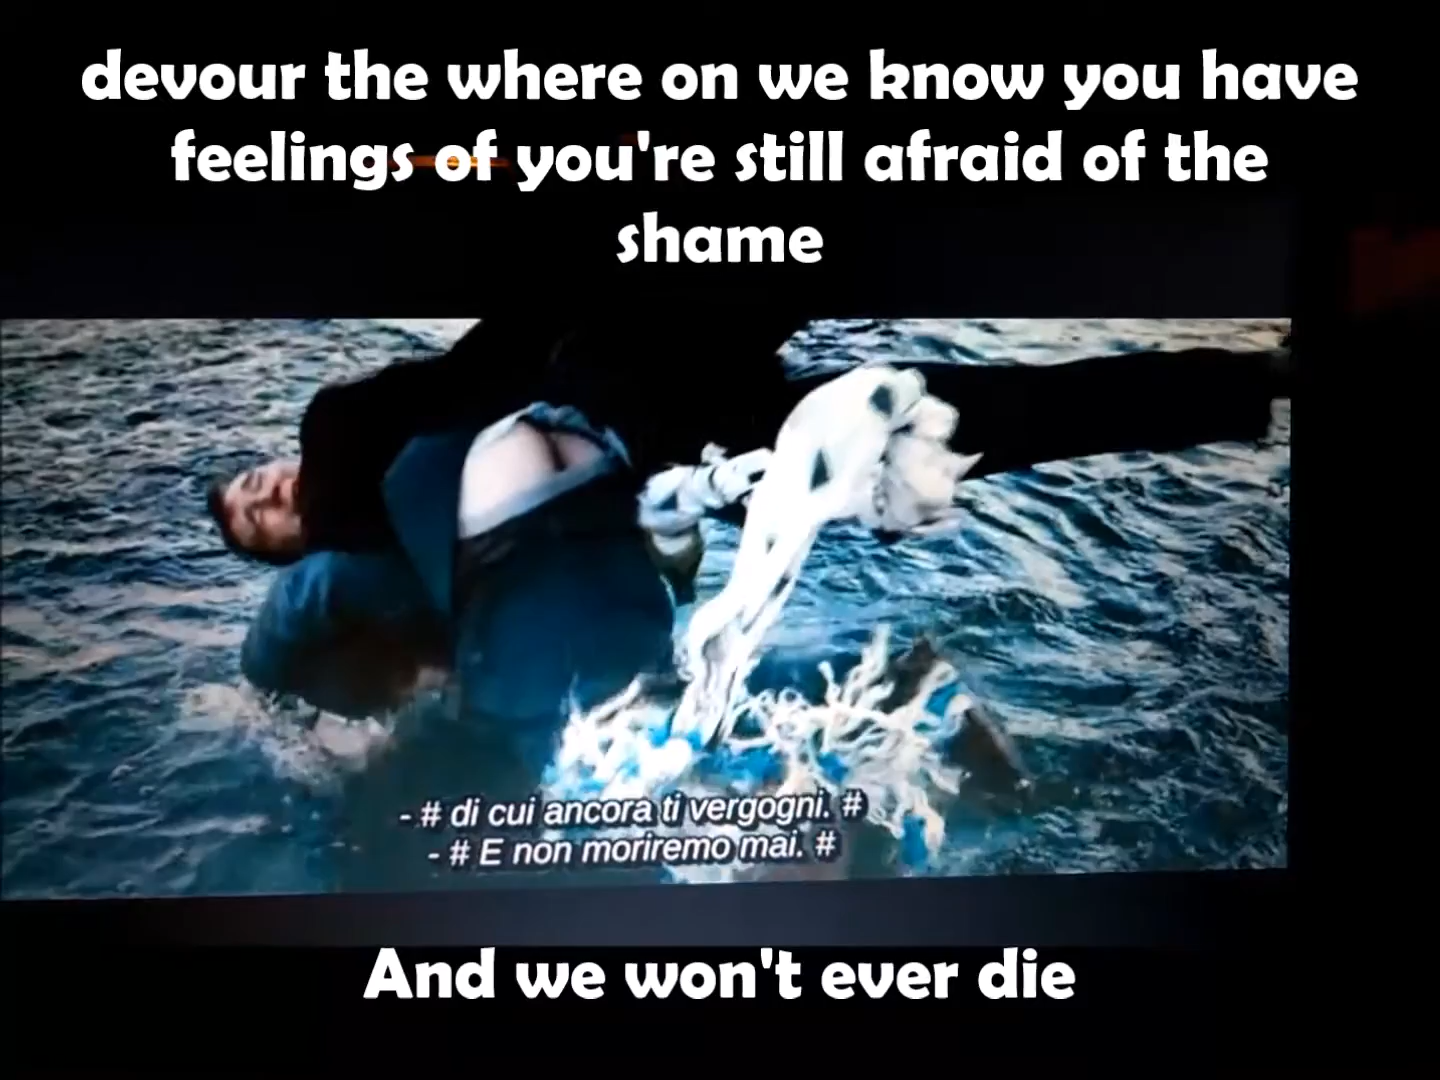 devour the where on we know you have
feelings of you're still afraid of the
shame
- # di cui ancora ti vergogni. #
- # E non moriremo mai. #
And we won't ever die